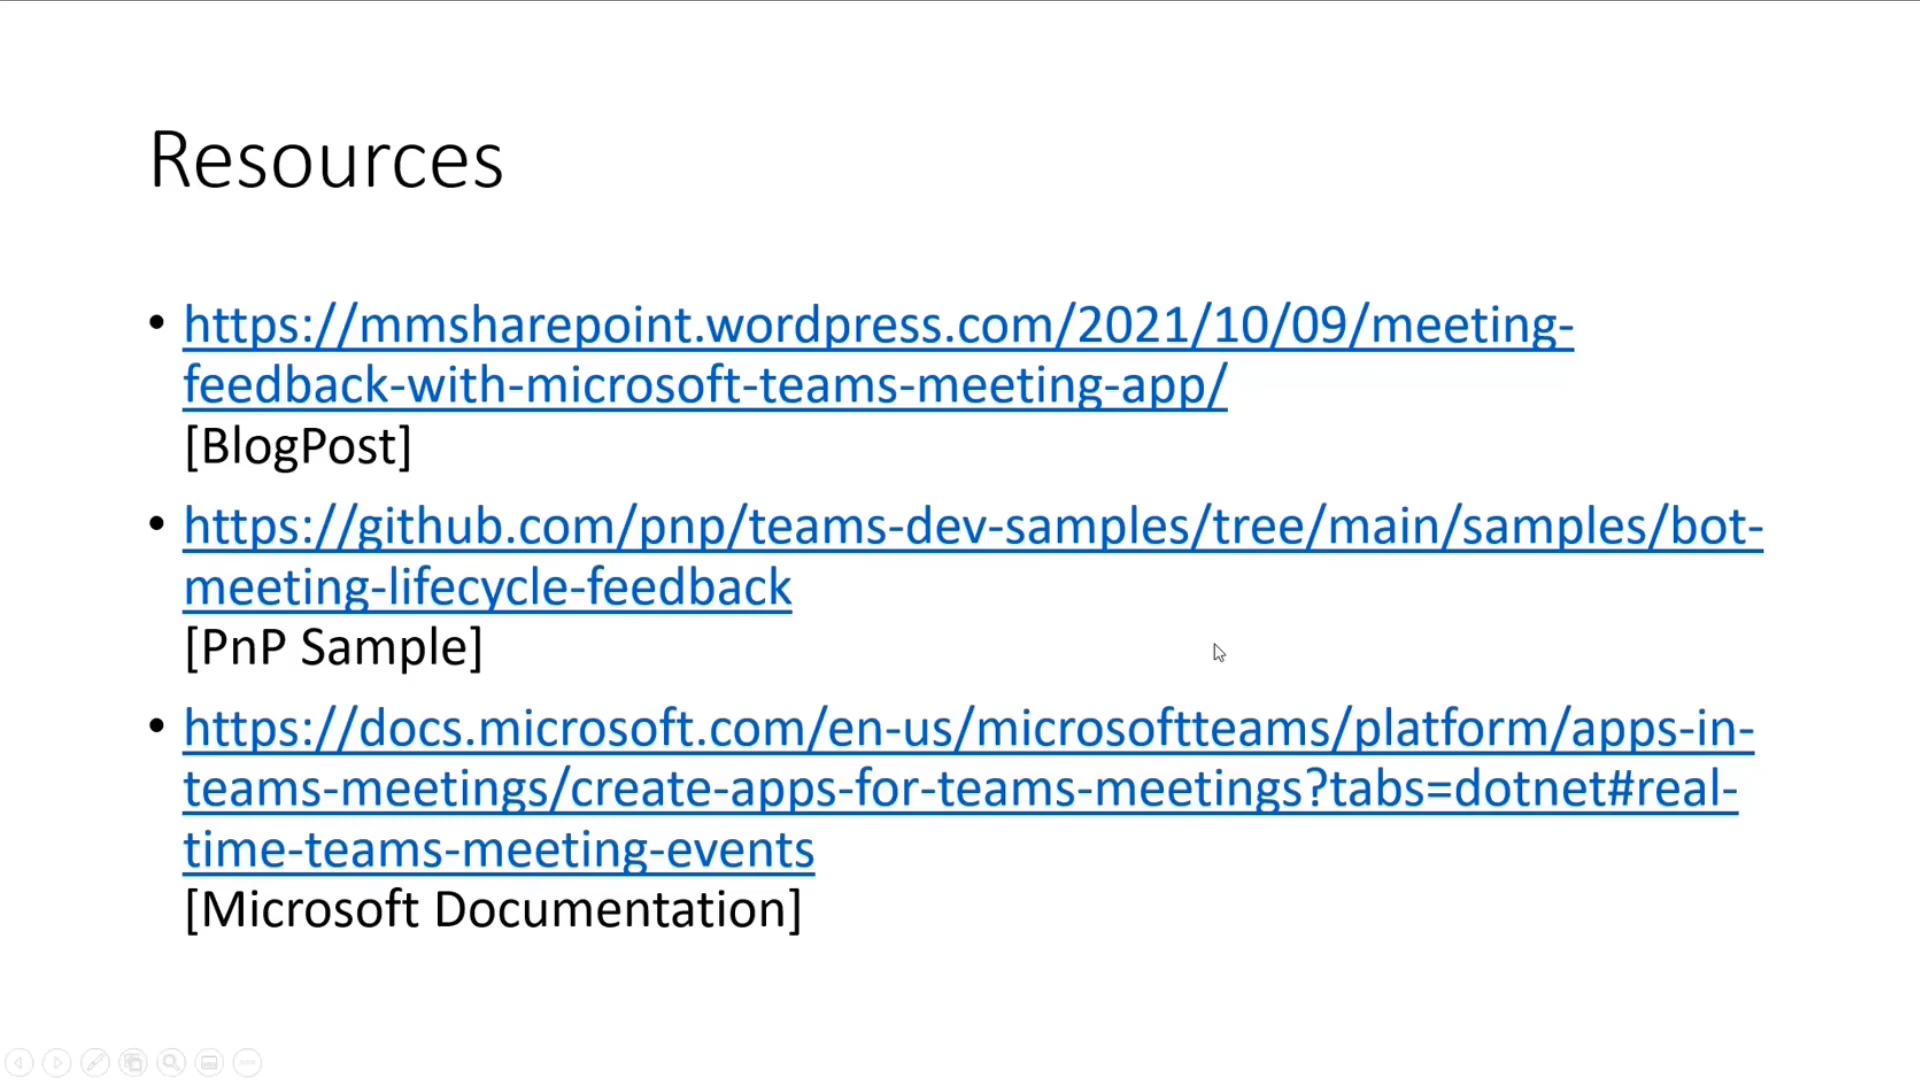 Resources
• https://mmsharepoint.wordpress.com/2021/10/09/meeting-
feedback-with-microsoft-teams-meeting-app/
[BlogPost]
• https://github.com/pnp/teams-dev-samples/tree/main/samples/bot-
meeting-lifecycle-feedback
[PnP Sample]
• https://docs.microsoft.com/en-us/microsoftteams/platform/apps-in-
teams-meetings/create-apps-for-teams-meetings?tabs=dotnet#real-
time-teams-meeting-events
[Microsoft Documentation]